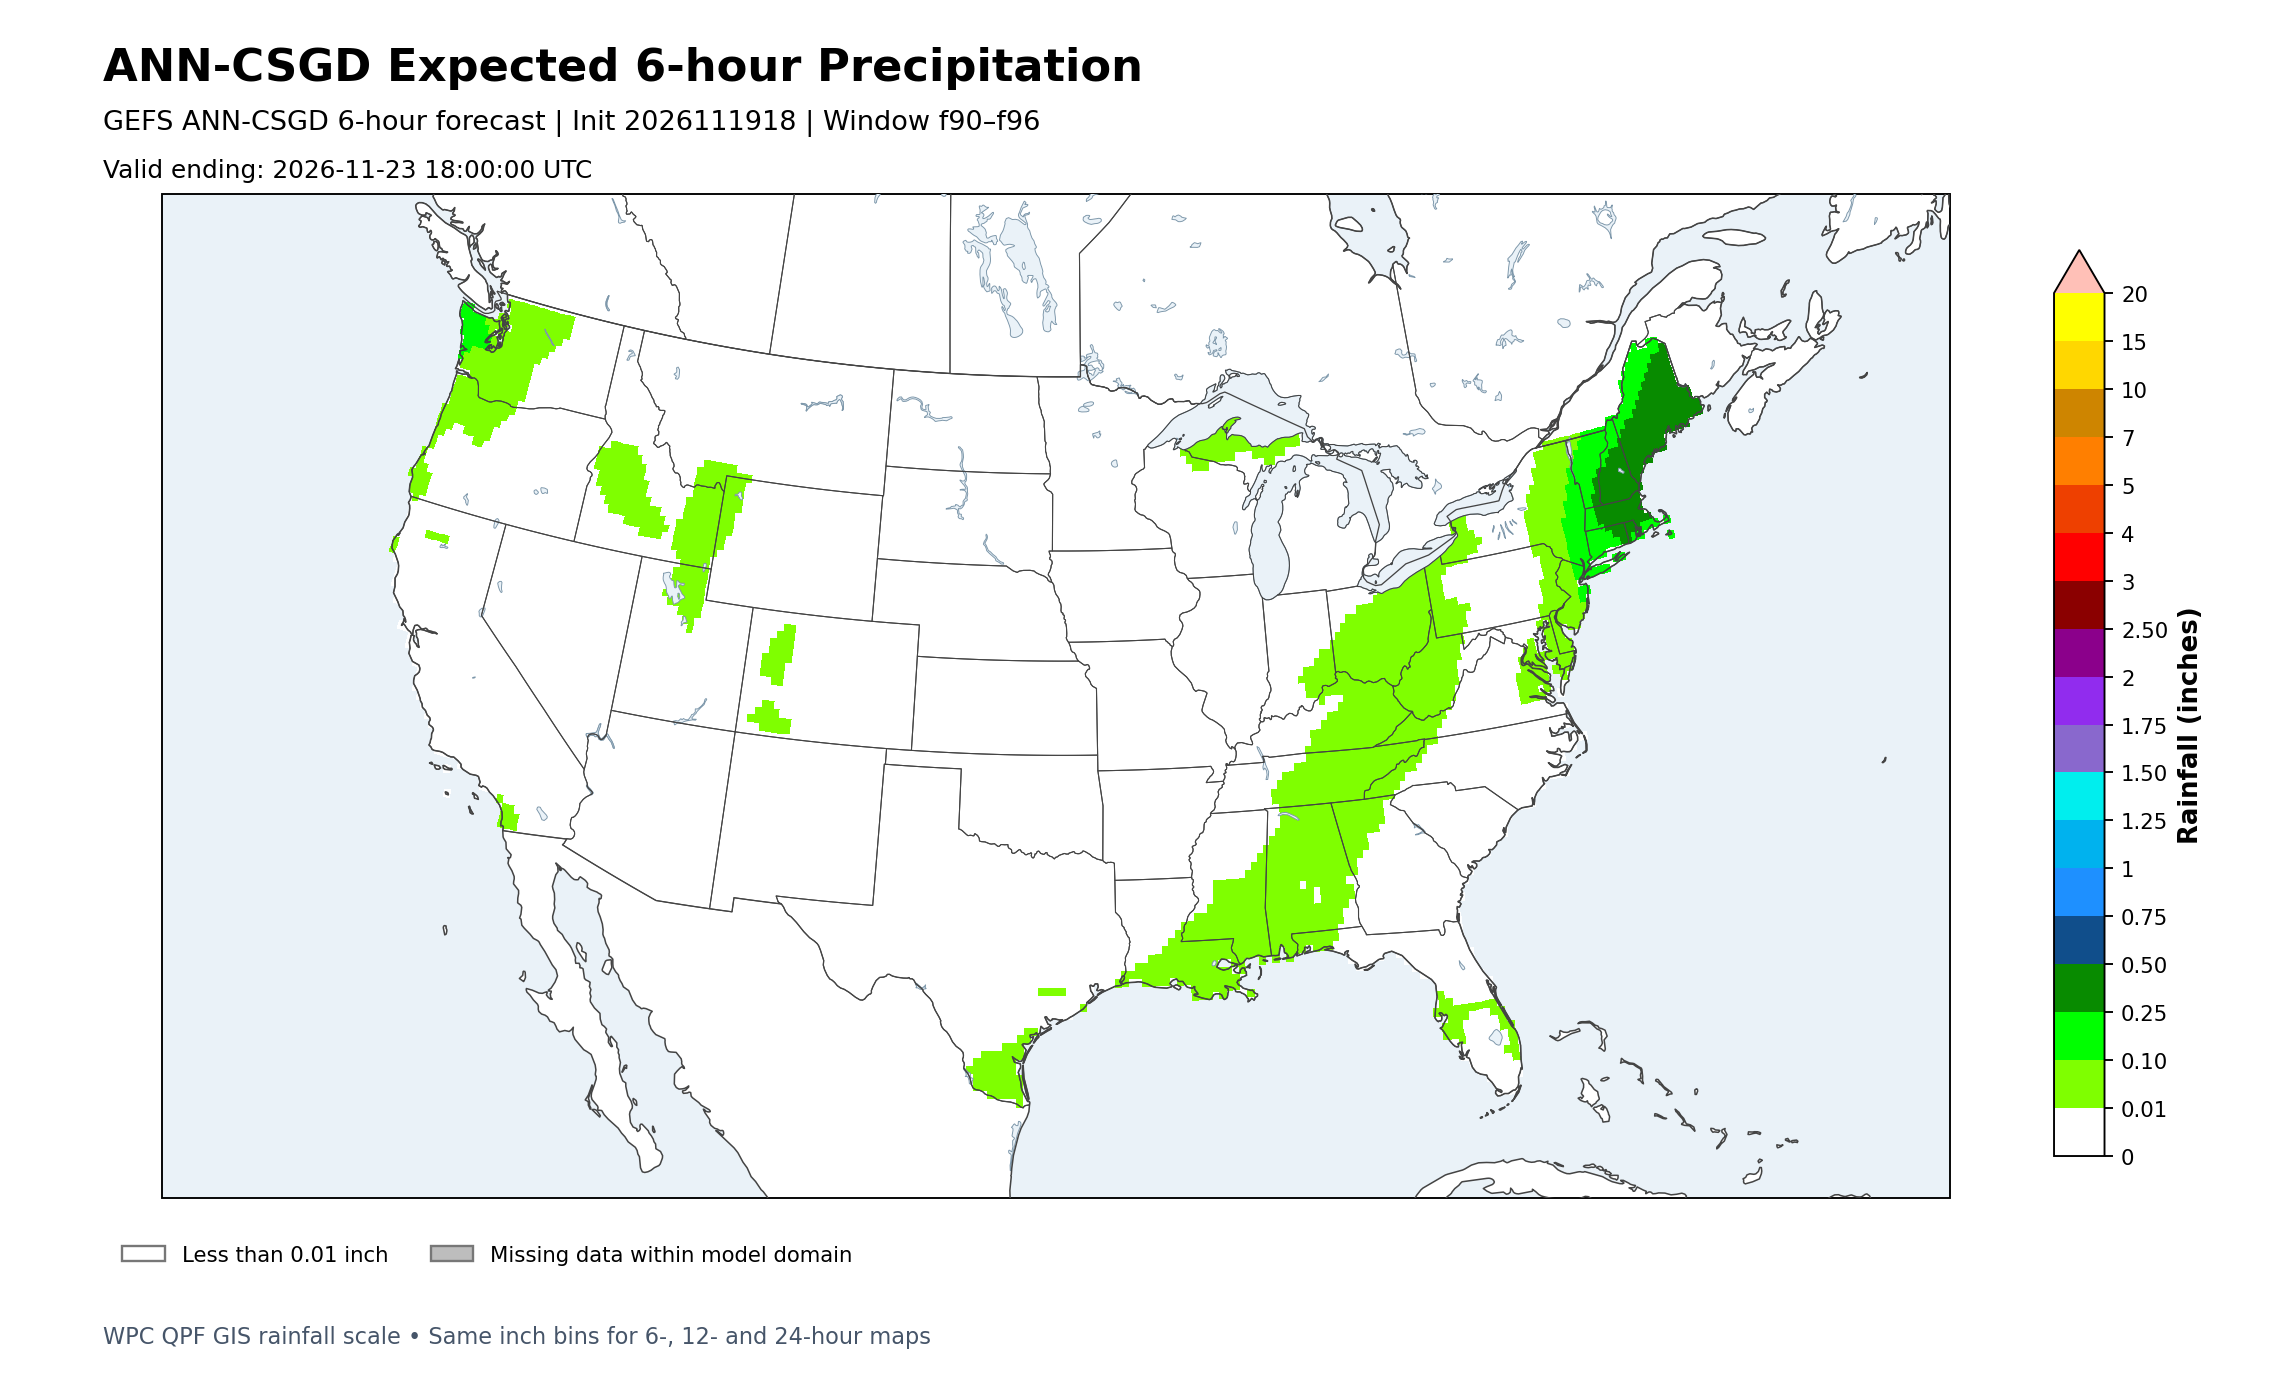 ANN-CSGD Expected 6-hour Precipitation
GEFS ANN-CSGD 6-hour forecast | Init 2026111918 | Window f90–f96
Valid ending: 2026-11-23 18:00:00 UTC
20
15
10
7
5
4
3
2.50
2
1.75
1.50
1.25
1
0.75
0.50
0.25
0.10
0.01
0
Rainfall (inches)
Less than 0.01 inch
Missing data within model domain
WPC QPF GIS rainfall scale • Same inch bins for 6-, 12- and 24-hour maps